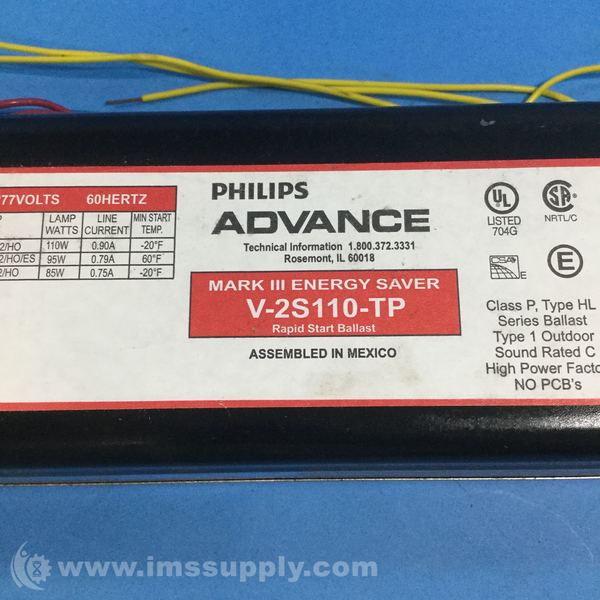 77VOLTS 60HERTZ
LAMP WATTS LINE CURRENT MIN START TEMP.
2/HO 110W 0.90A -20°F
2/HO/ES 95W 0.79A 60°F
2/HO 85W 0.75A -20°F
PHILIPS
ADVANCE
Technical Information 1.800.372.3331
Rosemont, IL 60018
MARK III ENERGY SAVER
V-2S110-TP
Rapid Start Ballast
ASSEMBLED IN MEXICO
UL
LISTED
704G
SA
NRTL/C
CSA
E
Class P, Type HL
Series Ballast
Type 1 Outdoor
Sound Rated C
High Power Facto
NO PCB's
www.imssupply.com